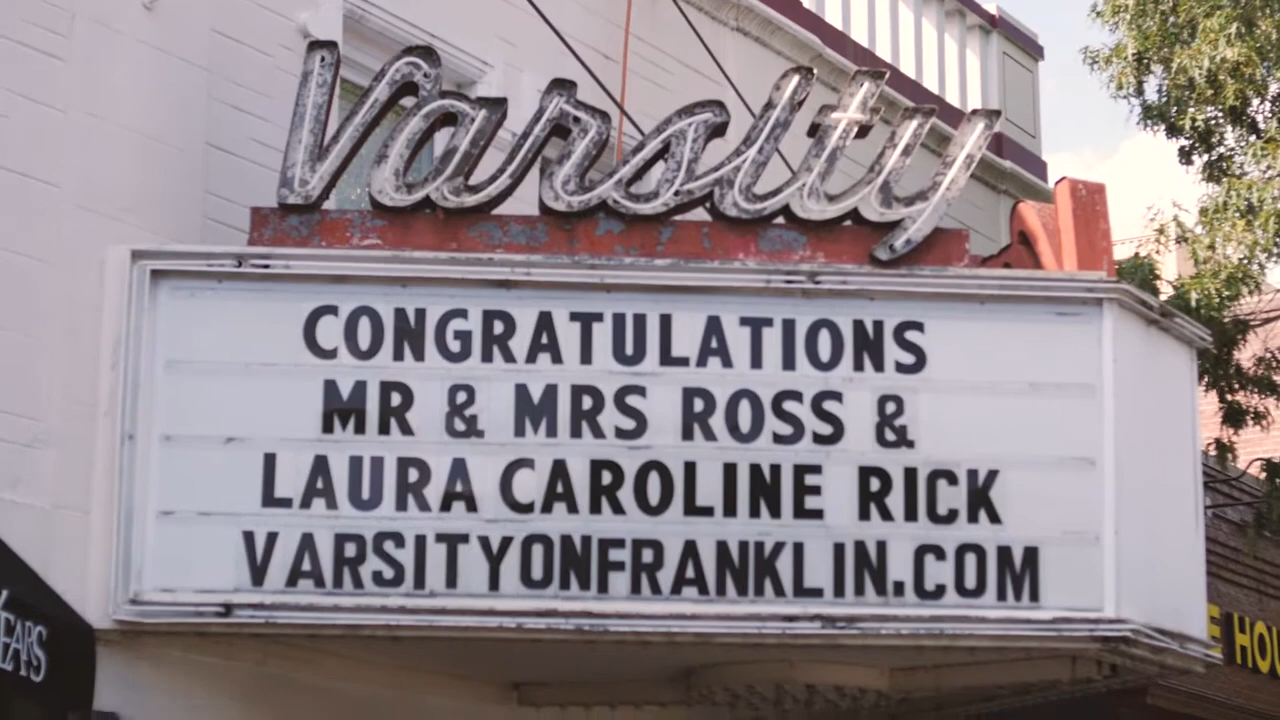 Varsity
CONGRATULATIONS
MR & MRS ROSS &
LAURA CAROLINE RICK
VARSITYONFRANKLIN.COM